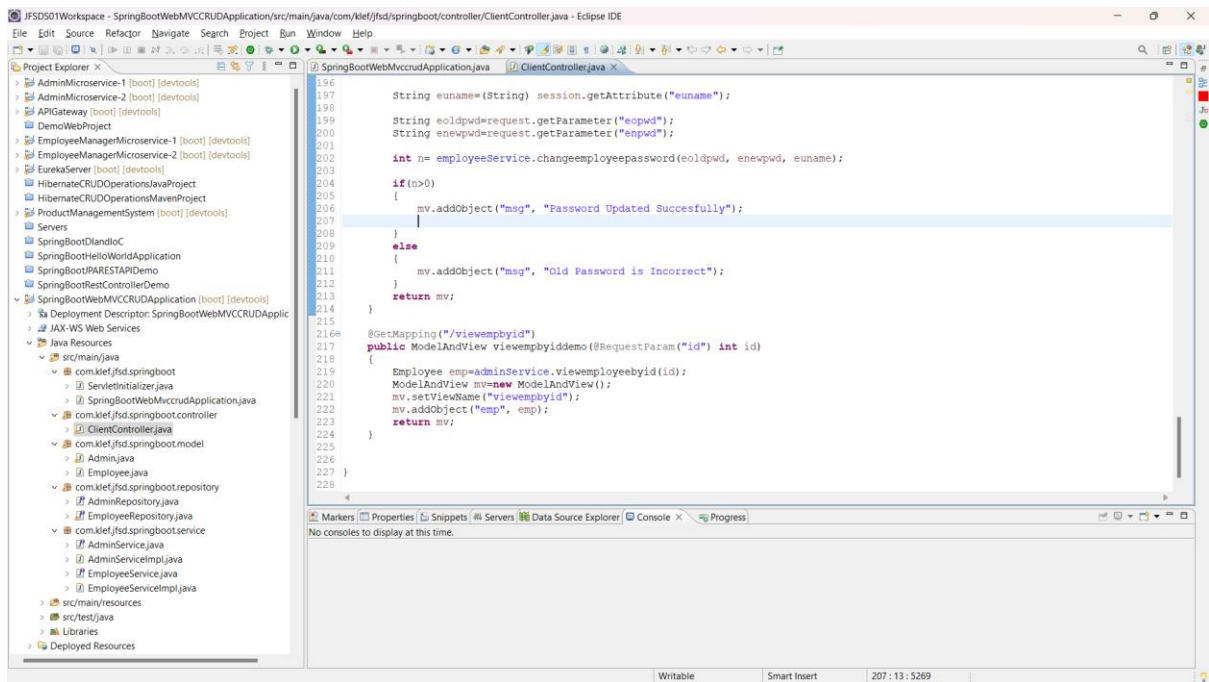 JFSDS01Workspace - SpringBootWebMVCCRUDApplication/src/main/java/com/klef/jfsd/springboot/controller/ClientController.java - Eclipse IDE
File Edit Source Refactor Navigate Search Project Run Window Help
Project Explorer
AdminMicroservice-1 [boot] [devtools]
AdminMicroservice-2 [boot] [devtools]
APIGateway [boot] [devtools]
DemoWebProject
EmployeeManagerMicroservice-1 [boot] [devtools]
EmployeeManagerMicroservice-2 [boot] [devtools]
EurekaServer [boot] [devtools]
HibernateCRUDOperationsJavaProject
HibernateCRUDOperationsMavenProject
ProductManagementSystem [boot] [devtools]
Servers
SpringBootDIandIoC
SpringBootHelloWorldApplication
SpringBootJPARESTAPIDemo
SpringBootRestControllerDemo
SpringBootWebMVCCRUDApplication [boot] [devtools]
Deployment Descriptor: SpringBootWebMVCCRUDApplic
JAX-WS Web Services
Java Resources
src/main/java
com.klef.jfsd.springboot
ServletInitializer.java
SpringBootWebMvccrudApplication.java
com.klef.jfsd.springboot.controller
ClientController.java
com.klef.jfsd.springboot.model
Admin.java
Employee.java
com.klef.jfsd.springboot.repository
AdminRepository.java
EmployeeRepository.java
com.klef.jfsd.springboot.service
AdminService.java
AdminServiceImpl.java
EmployeeService.java
EmployeeServiceImpl.java
src/main/resources
src/test/java
Libraries
Deployed Resources
SpringBootWebMvccrudApplication.java ClientController.java
196
197 String euname=(String) session.getAttribute("euname");
198
199 String eoldpwd=request.getParameter("eopwd");
200 String enewpwd=request.getParameter("enpwd");
201
202 int n= employeeService.changeemployeepassword(eoldpwd, enewpwd, euname);
203
204 if(n>0)
205 {
206 mv.addObject("msg", "Password Updated Succesfully");
207
208 }
209 else
210 {
211 mv.addObject("msg", "Old Password is Incorrect");
212 }
213 return mv;
214 }
215
216 @GetMapping("/viewempbyid")
217 public ModelAndView viewempbyiddemo(@RequestParam("id") int id)
218 {
219 Employee emp=adminService.viewemployeebyid(id);
220 ModelAndView mv=new ModelAndView();
221 mv.setViewName("viewempbyid");
222 mv.addObject("emp", emp);
223 return mv;
224 }
225
226
227 }
228
Markers Properties Snippets Servers Data Source Explorer Console Progress
No consoles to display at this time.
Writable Smart Insert 207 : 13 : 5269